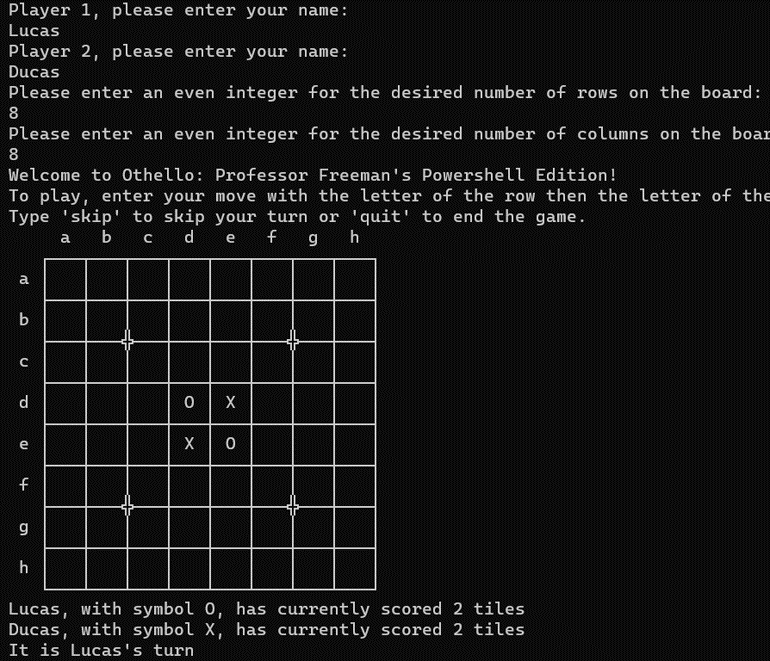 Player 1, please enter your name:
Lucas
Player 2, please enter your name:
Ducas
Please enter an even integer for the desired number of rows on the board:
8
Please enter an even integer for the desired number of columns on the boar
8
Welcome to Othello: Professor Freeman's Powershell Edition!
To play, enter your move with the letter of the row then the letter of the
Type 'skip' to skip your turn or 'quit' to end the game.
a b c d e f g h
a
b
c
d O X
e X O
f
g
h
Lucas, with symbol O, has currently scored 2 tiles
Ducas, with symbol X, has currently scored 2 tiles
It is Lucas's turn